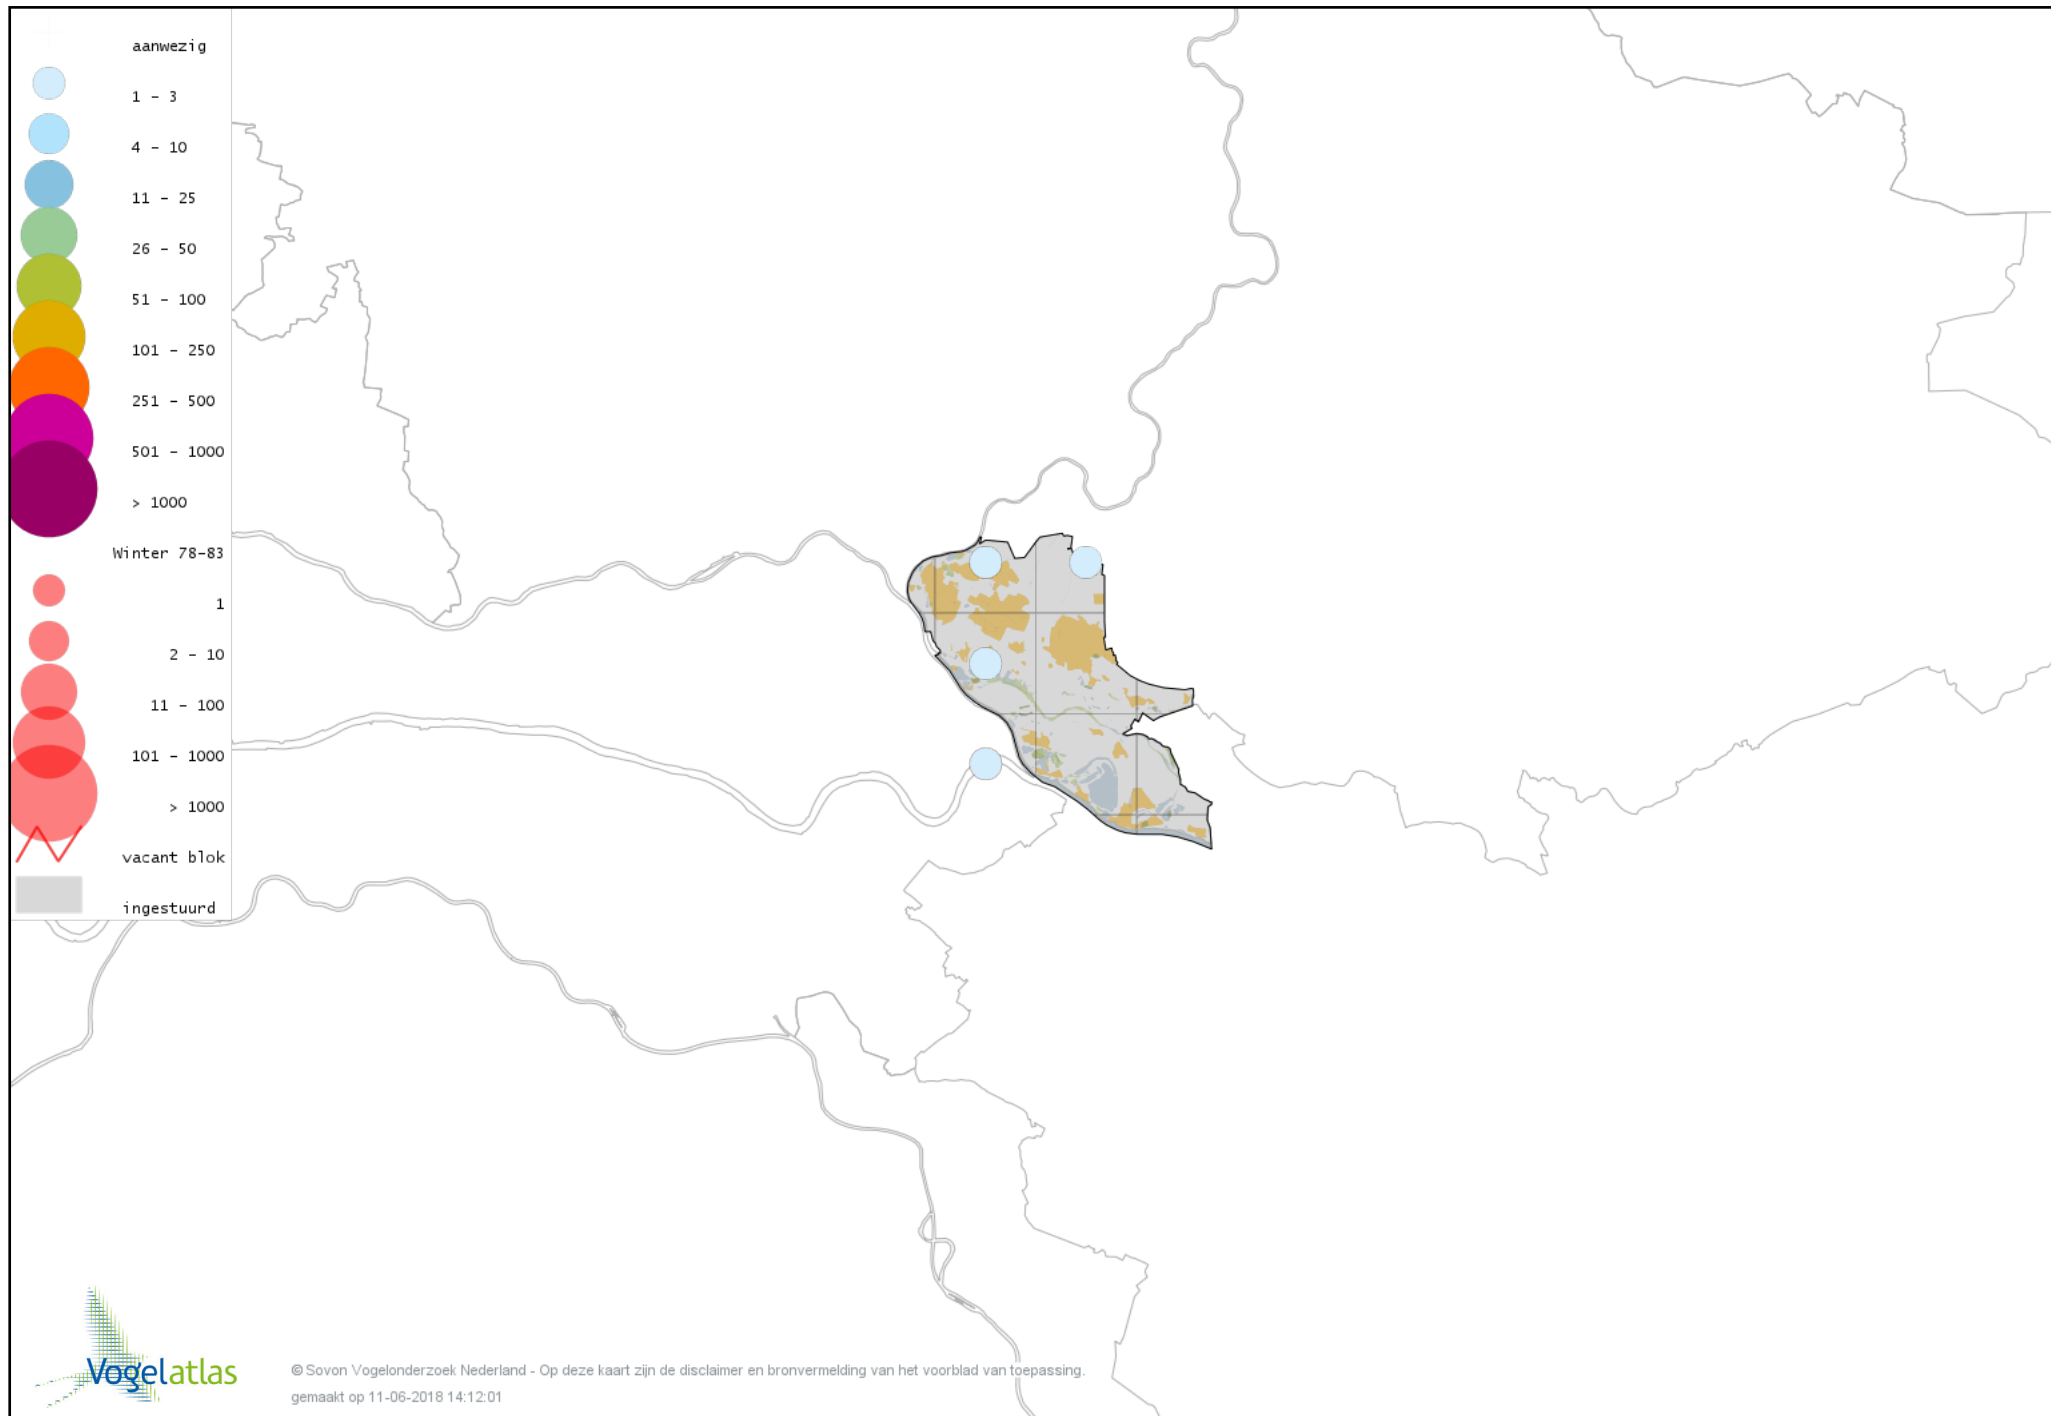 aanwezig
1 – 3
4 – 10
11 – 25
26 – 50
51 – 100
101 – 250
251 – 500
501 – 1000
> 1000
Winter 78-83
1
2 – 10
11 – 100
101 – 1000
> 1000
vacant blok
ingestuurd
Vogelatlas
© Sovon Vogelonderzoek Nederland - Op deze kaart zijn de disclaimer en bronvermelding van het voorblad van toepassing.
gemaakt op 11-06-2018 14:12:01